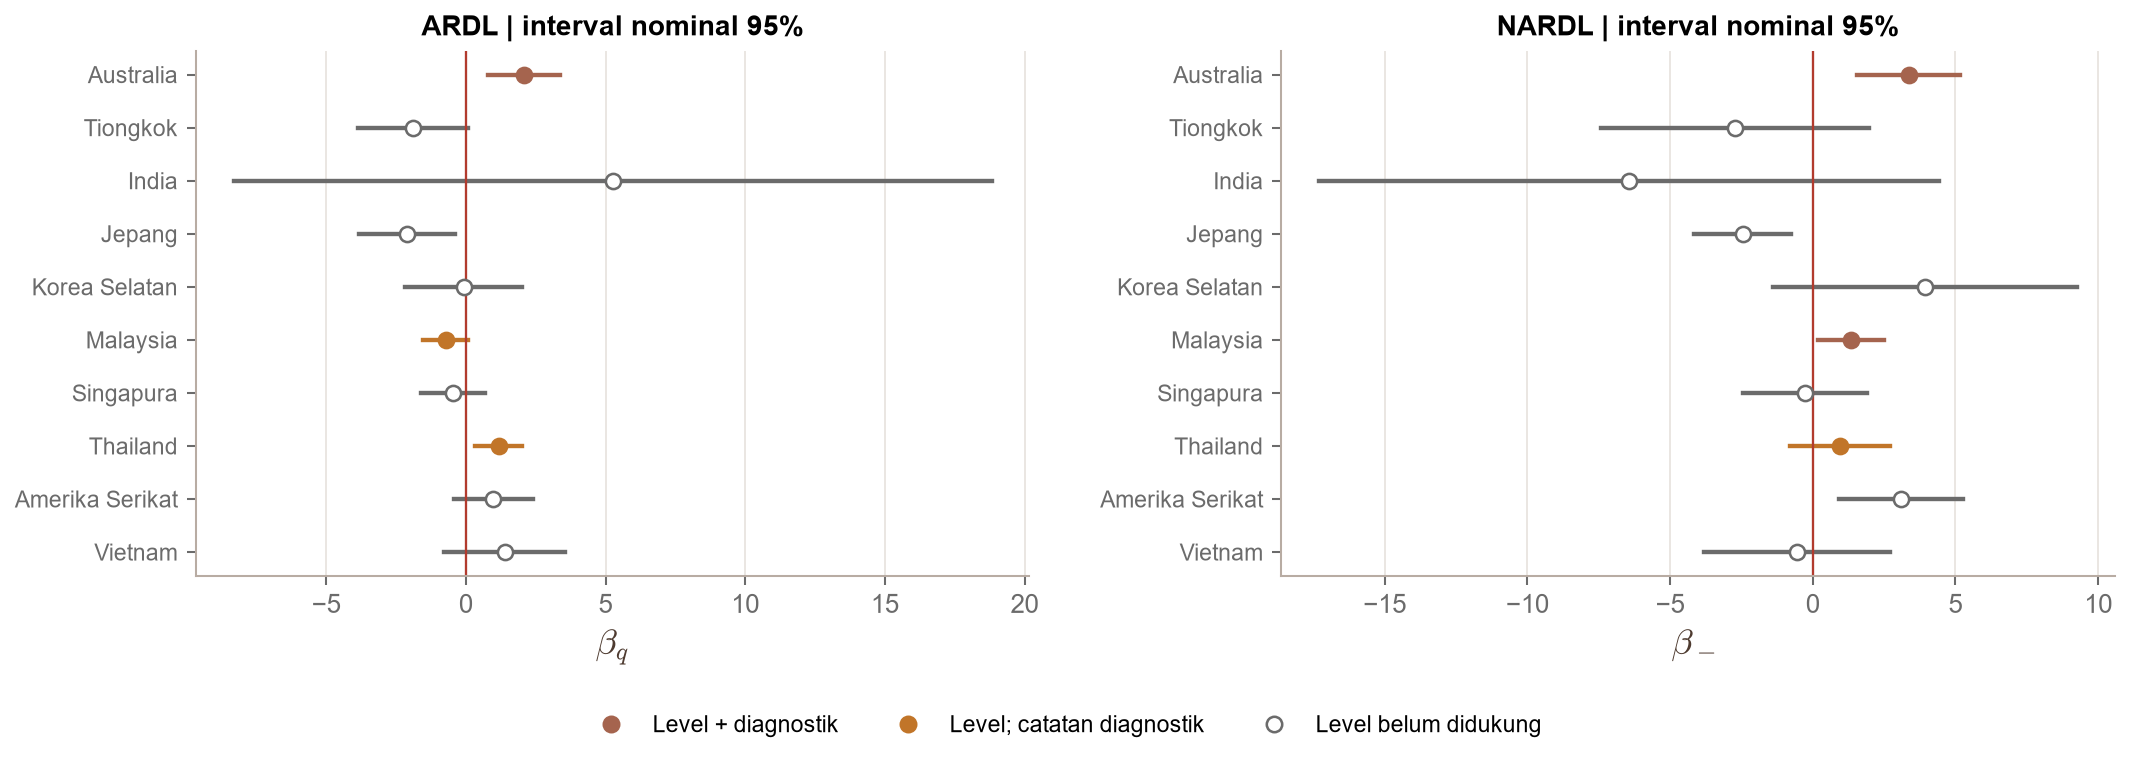 ARDL | interval nominal 95%
Australia
Tiongkok
India
Jepang
Korea Selatan
Malaysia
Singapura
Thailand
Amerika Serikat
Vietnam
−5 0 5 10 15 20
β_q
NARDL | interval nominal 95%
Australia
Tiongkok
India
Jepang
Korea Selatan
Malaysia
Singapura
Thailand
Amerika Serikat
Vietnam
−15 −10 −5 0 5 10
β_−
Level + diagnostik Level; catatan diagnostik Level belum didukung